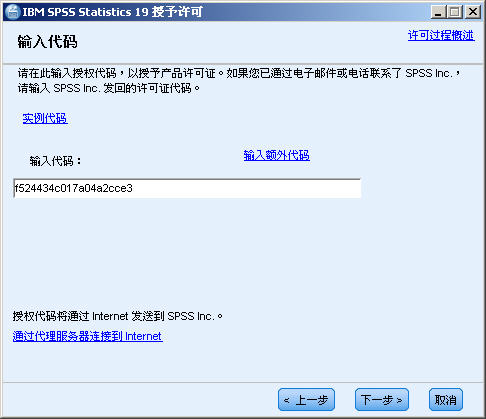 IBM SPSS Statistics 19 授予许可
输入代码
许可过程概述
请在此输入授权代码，以授予产品许可证。如果您已通过电子邮件或电话联系了 SPSS Inc.，
请输入 SPSS Inc. 发回的许可证代码。
实例代码
输入代码：
输入额外代码
f524434c017a04a2cce3
授权代码将通过 Internet 发送到 SPSS Inc.。
通过代理服务器连接到 Internet
< 上一步
下一步 >
取消